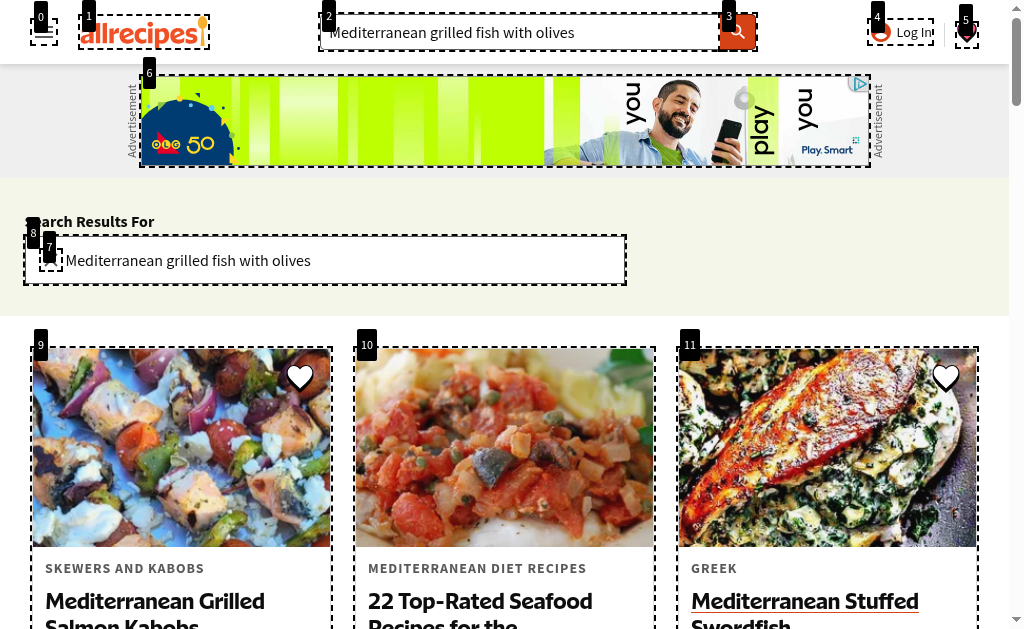 0
1
2
3
4
5
allrecipes
Mediterranean grilled fish with olives
Log In
6
Advertisement
OLG 50
you
play
you
Play. Smart
Advertisement
Search Results For
8
7
Mediterranean grilled fish with olives
9
10
11
SKEWERS AND KABOBS
MEDITERRANEAN DIET RECIPES
GREEK
Mediterranean Grilled
Salmon Kabobs
22 Top-Rated Seafood
Recipes for the
Mediterranean Stuffed
Swordfish